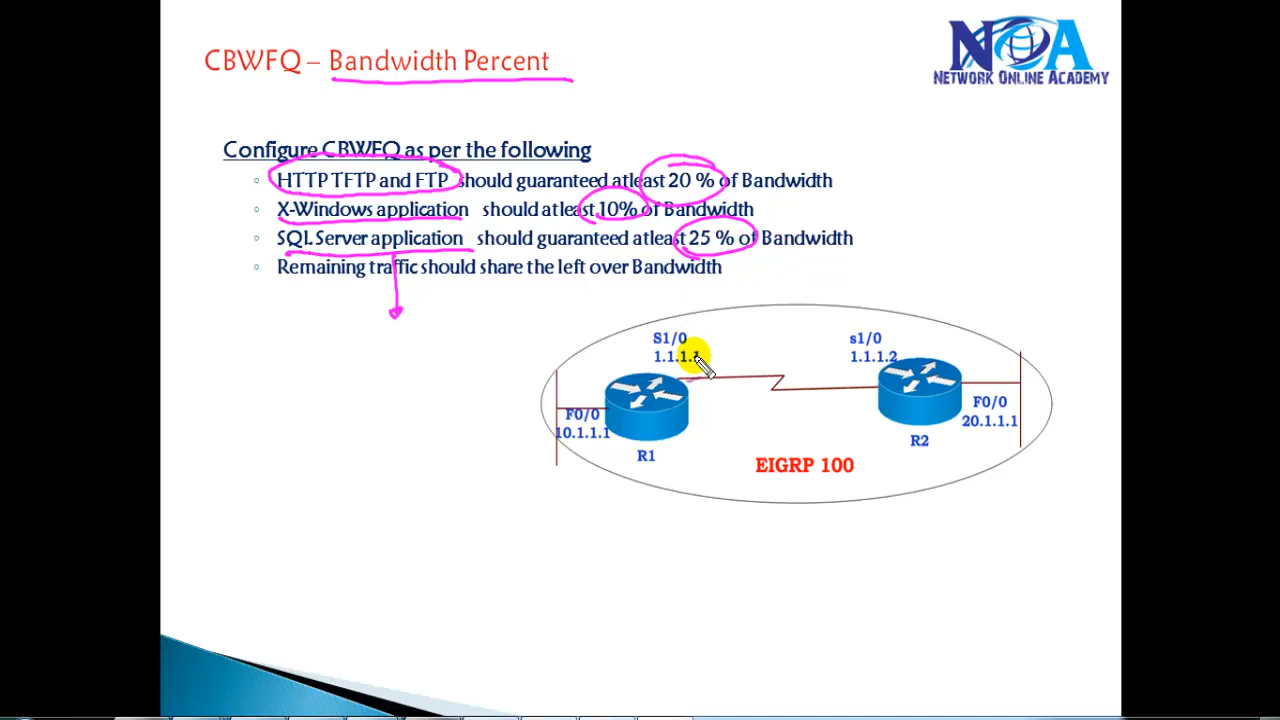 CBWFQ – Bandwidth Percent
NOA
NETWORK ONLINE ACADEMY
Configure CBWFQ as per the following
HTTP TFTP and FTP should guaranteed atleast 20 % of Bandwidth
X-Windows application should atleast 10% of Bandwidth
SQL Server application should guaranteed atleast 25 % of Bandwidth
Remaining traffic should share the left over Bandwidth
S1/0
1.1.1.1
s1/0
1.1.1.2
F0/0
10.1.1.1
F0/0
20.1.1.1
R1
R2
EIGRP 100